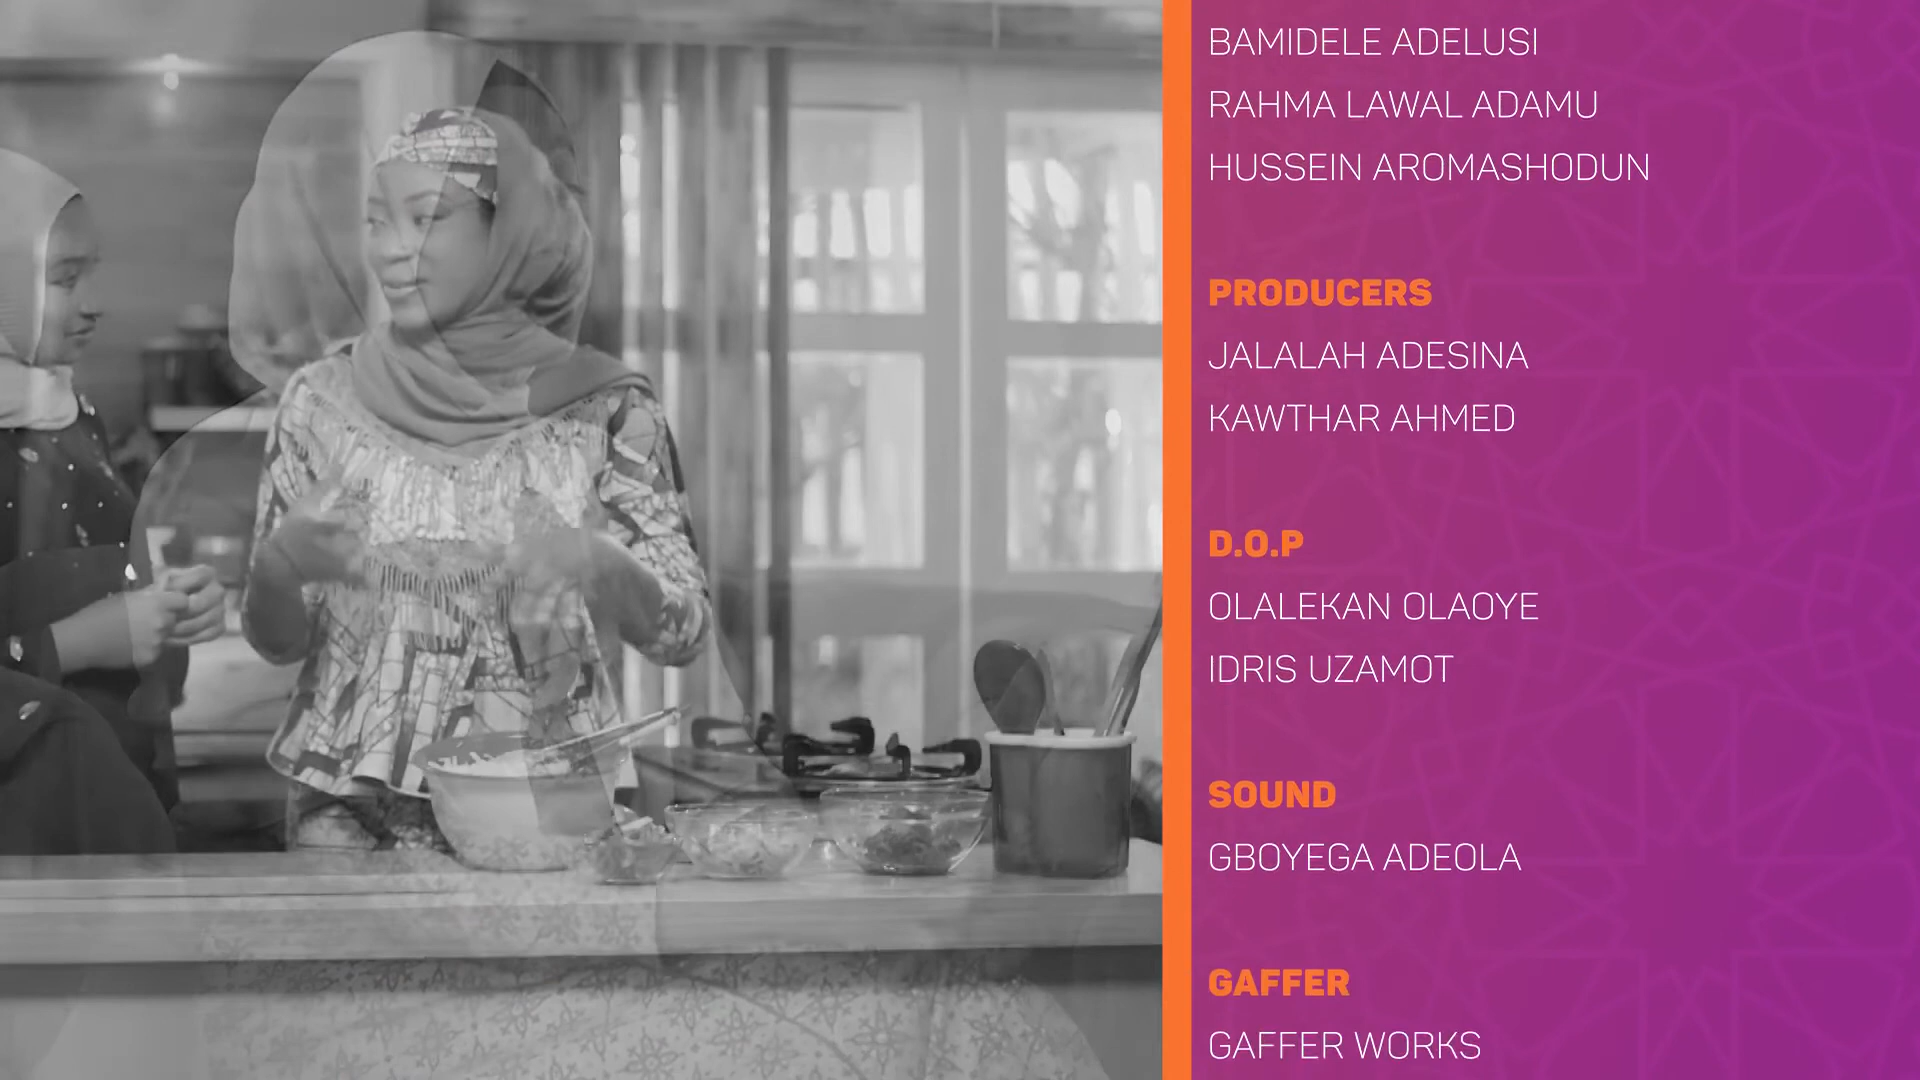 BAMIDELE ADELUSI
RAHMA LAWAL ADAMU
HUSSEIN AROMASHODUN
PRODUCERS
JALALAH ADESINA
KAWTHAR AHMED
D.O.P
OLALEKAN OLAOYE
IDRIS UZAMOT
SOUND
GBOYEGA ADEOLA
GAFFER
GAFFER WORKS